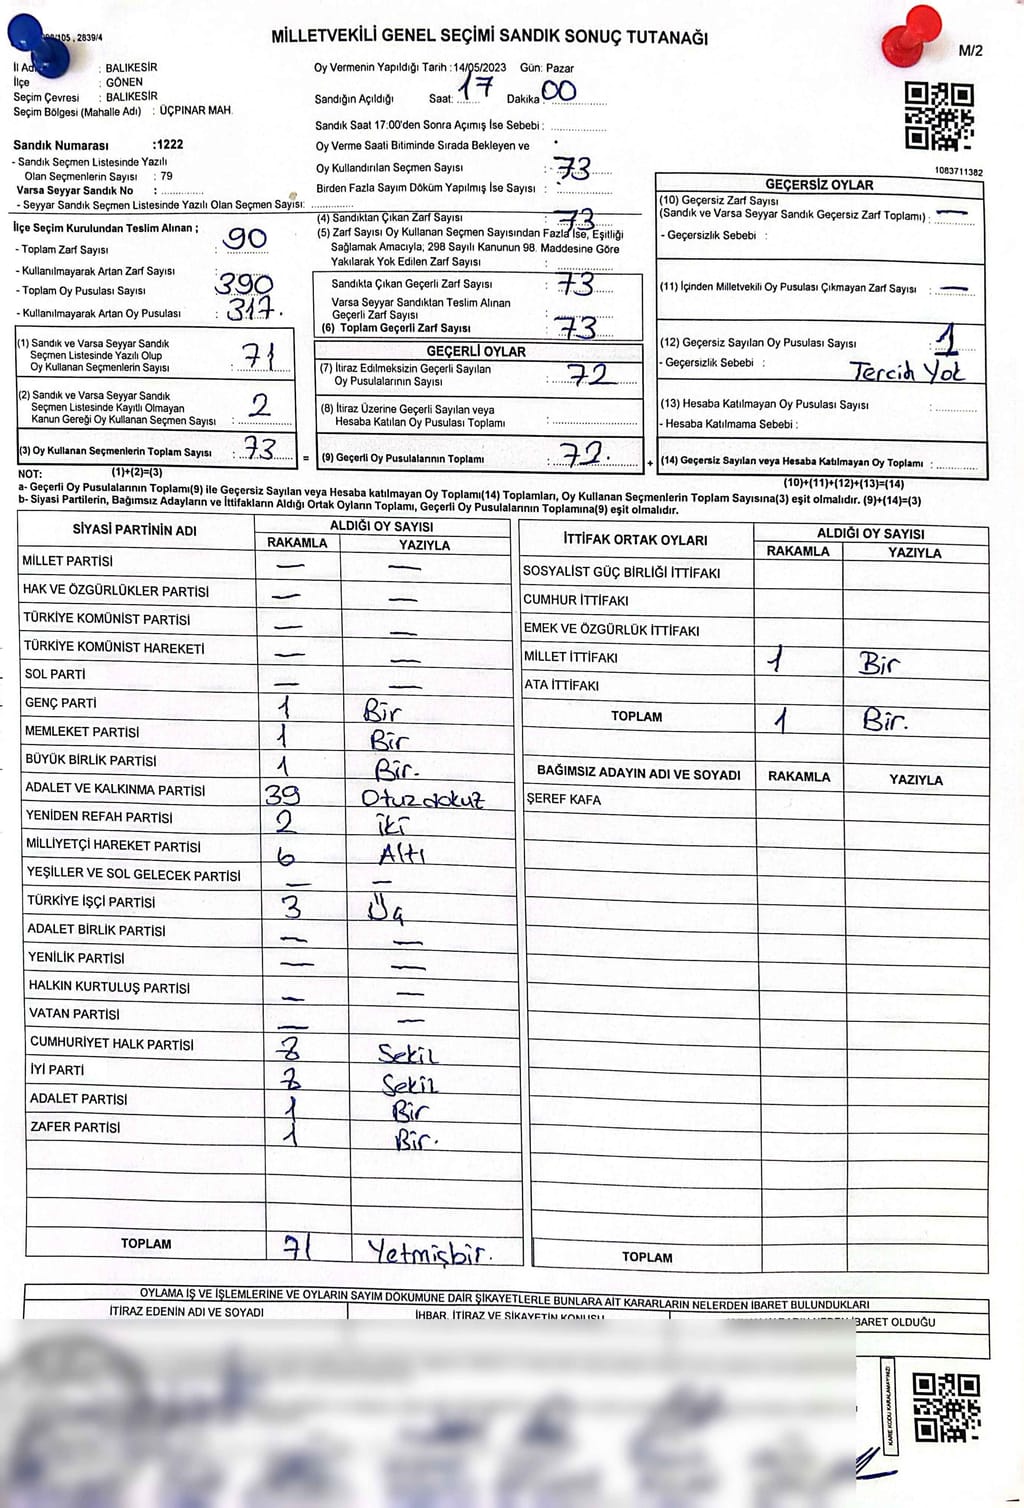 105 , 2839/4
MİLLETVEKİLİ GENEL SEÇİMİ SANDIK SONUÇ TUTANAĞI
M/2
İl Adı : BALIKESİR
İlçe : GÖNEN
Seçim Çevresi : BALIKESİR
Seçim Bölgesi (Mahalle Adı) : ÜÇPINAR MAH.
Oy Vermenin Yapıldığı Tarih :14/05/2023 Gün: Pazar
Sandığın Açıldığı Saat: 17 Dakika: 00
Sandık Saat 17:00'den Sonra Açımış İse Sebebi :
Sandık Numarası :1222
- Sandık Seçmen Listesinde Yazılı
Olan Seçmenlerin Sayısı : 79
Varsa Seyyar Sandık No :
- Seyyar Sandık Seçmen Listesinde Yazılı Olan Seçmen Sayısı:
Oy Verme Saati Bitiminde Sırada Bekleyen ve
Oy Kullandırılan Seçmen Sayısı : 73
Birden Fazla Sayım Döküm Yapılmış İse Sayısı :
1083711382
İlçe Seçim Kurulundan Teslim Alınan ;
- Toplam Zarf Sayısı : 90
- Kullanılmayarak Artan Zarf Sayısı
- Toplam Oy Pusulası Sayısı : 390
- Kullanılmayarak Artan Oy Pusulası : 317.
(4) Sandıktan Çıkan Zarf Sayısı : 73
(5) Zarf Sayısı Oy Kullanan Seçmen Sayısından Fazla İse, Eşitliği
Sağlamak Amacıyla; 298 Sayılı Kanunun 98. Maddesine Göre
Yakılarak Yok Edilen Zarf Sayısı :
Sandıkta Çıkan Geçerli Zarf Sayısı : 73
Varsa Seyyar Sandıktan Teslim Alınan
Geçerli Zarf Sayısı :
(6) Toplam Geçerli Zarf Sayısı : 73
GEÇERSİZ OYLAR
(10) Geçersiz Zarf Sayısı
(Sandık ve Varsa Seyyar Sandık Geçersiz Zarf Toplamı) : —
- Geçersizlik Sebebi :
(11) İçinden Milletvekili Oy Pusulası Çıkmayan Zarf Sayısı : —
(12) Geçersiz Sayılan Oy Pusulası Sayısı : 1
- Geçersizlik Sebebi : Tercih Yok
(13) Hesaba Katılmayan Oy Pusulası Sayısı :
- Hesaba Katılmama Sebebi :
(14) Geçersiz Sayılan veya Hesaba Katılmayan Oy Toplamı :
(10)+(11)+(12)+(13)=(14)
(1) Sandık ve Varsa Seyyar Sandık
Seçmen Listesinde Yazılı Olup
Oy Kullanan Seçmenlerin Sayısı : 71
(2) Sandık ve Varsa Seyyar Sandık
Seçmen Listesinde Kayıtlı Olmayan
Kanun Gereği Oy Kullanan Seçmen Sayısı : 2
(3) Oy Kullanan Seçmenlerin Toplam Sayısı : 73
=
GEÇERLİ OYLAR
(7) İtiraz Edilmeksizin Geçerli Sayılan
Oy Pusulalarının Sayısı : 72
(8) İtiraz Üzerine Geçerli Sayılan veya
Hesaba Katılan Oy Pusulası Toplamı :
(9) Geçerli Oy Pusulalarının Toplamı : 72.
+
NOT: (1)+(2)=(3)
a- Geçerli Oy Pusulalarının Toplamı(9) ile Geçersiz Sayılan veya Hesaba katılmayan Oy Toplamı(14) Toplamları, Oy Kullanan Seçmenlerin Toplam Sayısına(3) eşit olmalıdır. (9)+(14)=(3)
b- Siyasi Partilerin, Bağımsız Adayların ve İttifakların Aldığı Ortak Oyların Toplamı, Geçerli Oy Pusulalarının Toplamına(9) eşit olmalıdır.
SİYASİ PARTİNİN ADI ALDIĞI OY SAYISI
RAKAMLA YAZIYLA
MİLLET PARTİSİ — —
HAK VE ÖZGÜRLÜKLER PARTİSİ — —
TÜRKİYE KOMÜNİST PARTİSİ — —
TÜRKİYE KOMÜNİST HAREKETİ — —
SOL PARTİ — —
GENÇ PARTİ 1 Bir
MEMLEKET PARTİSİ 1 Bir
BÜYÜK BİRLİK PARTİSİ 1 Bir.
ADALET VE KALKINMA PARTİSİ 39 Otuzdokuz
YENİDEN REFAH PARTİSİ 2 iki
MİLLİYETÇİ HAREKET PARTİSİ 6 Altı
YEŞİLLER VE SOL GELECEK PARTİSİ — —
TÜRKİYE İŞÇİ PARTİSİ 3 Üç
ADALET BİRLİK PARTİSİ — —
YENİLİK PARTİSİ — —
HALKIN KURTULUŞ PARTİSİ — —
VATAN PARTİSİ — —
CUMHURİYET HALK PARTİSİ 8 Sekiz
İYİ PARTİ 8 Sekiz
ADALET PARTİSİ 1 Bir
ZAFER PARTİSİ 1 Bir.
TOPLAM 71 Yetmişbir.
İTTİFAK ORTAK OYLARI ALDIĞI OY SAYISI
RAKAMLA YAZIYLA
SOSYALİST GÜÇ BİRLİĞİ İTTİFAKI
CUMHUR İTTİFAKI
EMEK VE ÖZGÜRLÜK İTTİFAKI
MİLLET İTTİFAKI 1 Bir
ATA İTTİFAKI
TOPLAM 1 Bir.
BAĞIMSIZ ADAYIN ADI VE SOYADI RAKAMLA YAZIYLA
ŞEREF KAFA
TOPLAM
OYLAMA İŞ VE İŞLEMLERİNE VE OYLARIN SAYIM DÖKÜMÜNE DAİR ŞİKAYETLERLE BUNLARA AİT KARARLARIN NELERDEN İBARET BULUNDUKLARI
İTİRAZ EDENİN ADI VE SOYADI İHBAR, İTİRAZ VE ŞİKAYETİN KONUSU İBARET OLDUĞU
KARE KODU KARALAMAYINIZ!